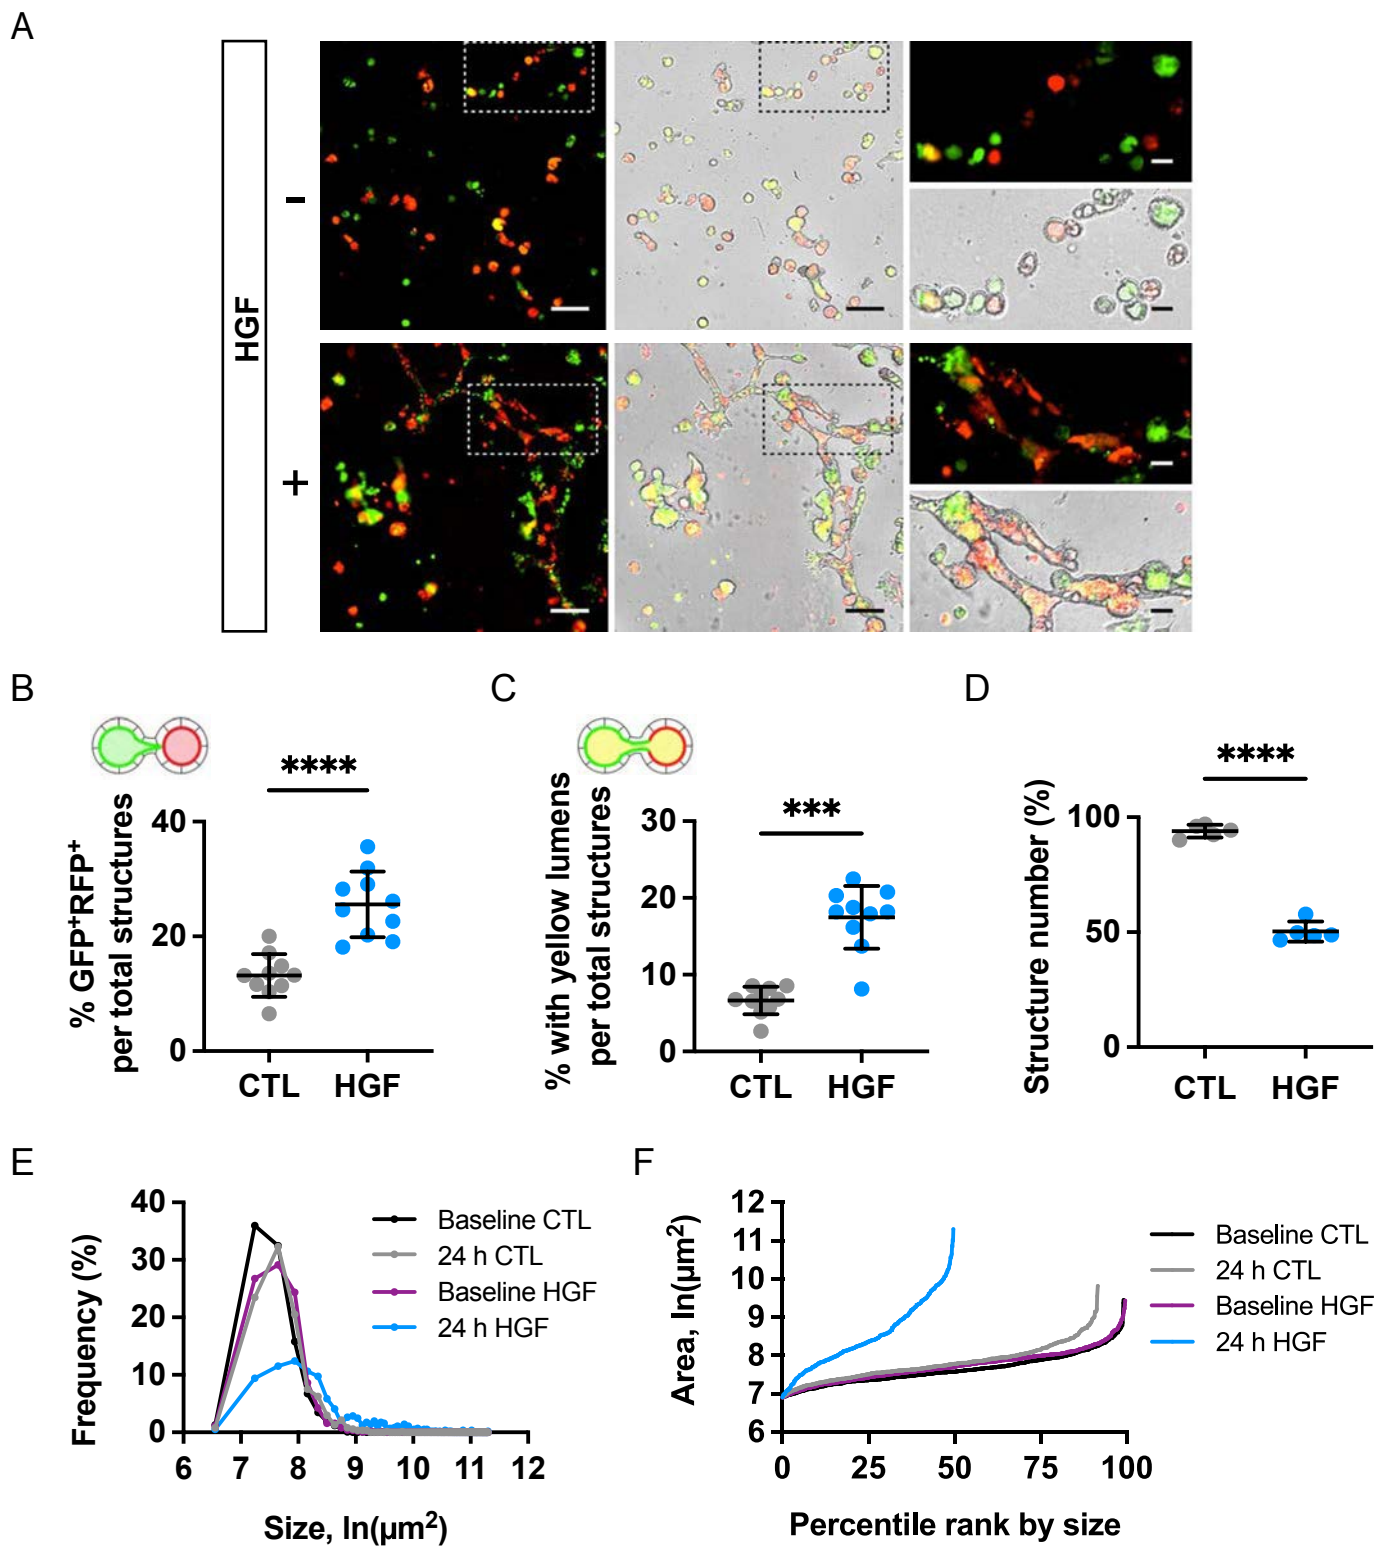 A
HGF
-
+
B
C
D
****
% GFP+RFP+
per total structures
40
20
0
CTL
HGF
***
% with yellow lumens
per total structures
30
20
10
0
CTL
HGF
****
Structure number (%)
100
50
0
CTL
HGF
E
F
Frequency (%)
40
30
20
10
0
6
7
8
9
10
11
12
Size, ln(µm²)
Baseline CTL
24 h CTL
Baseline HGF
24 h HGF
Area, ln(µm²)
12
11
10
9
8
7
6
0
25
50
75
100
Percentile rank by size
Baseline CTL
24 h CTL
Baseline HGF
24 h HGF